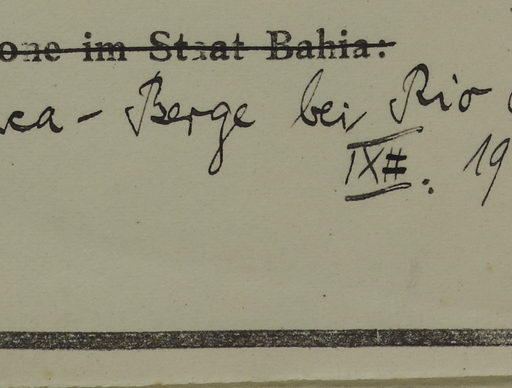 one im Staat Bahia:
ca - Berge bei Rio
IX. 19